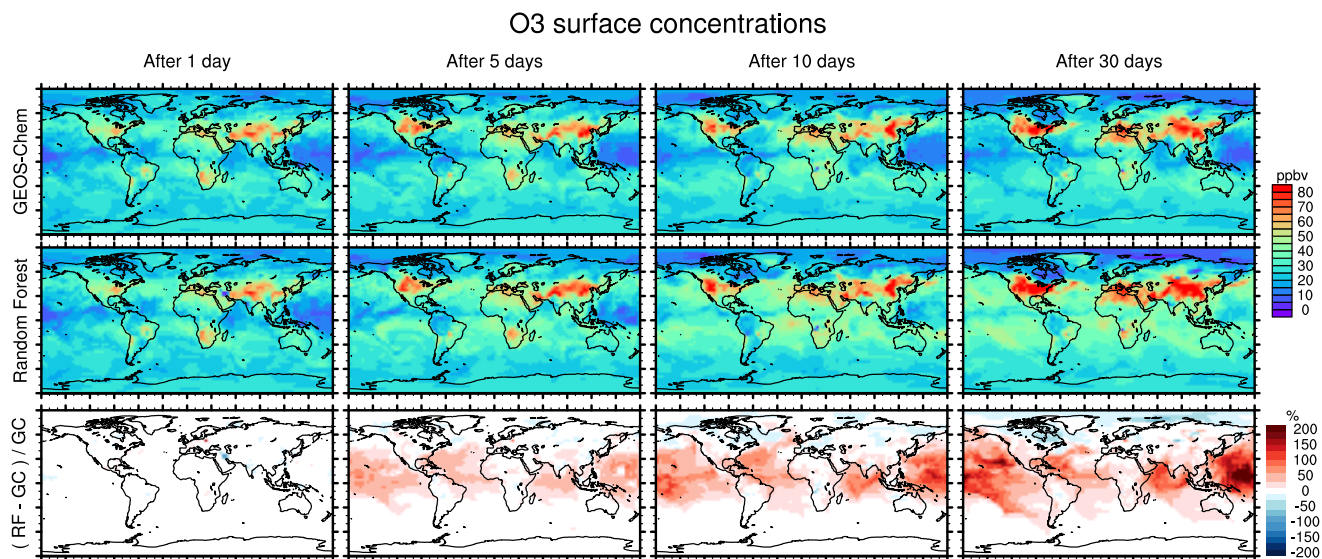 O3 surface concentrations
After 1 day
After 5 days
After 10 days
After 30 days
GEOS-Chem
Random Forest
( RF - GC ) / GC
ppbv
80
70
60
50
40
30
20
10
0
%
200
150
100
50
0
-50
-100
-150
-200